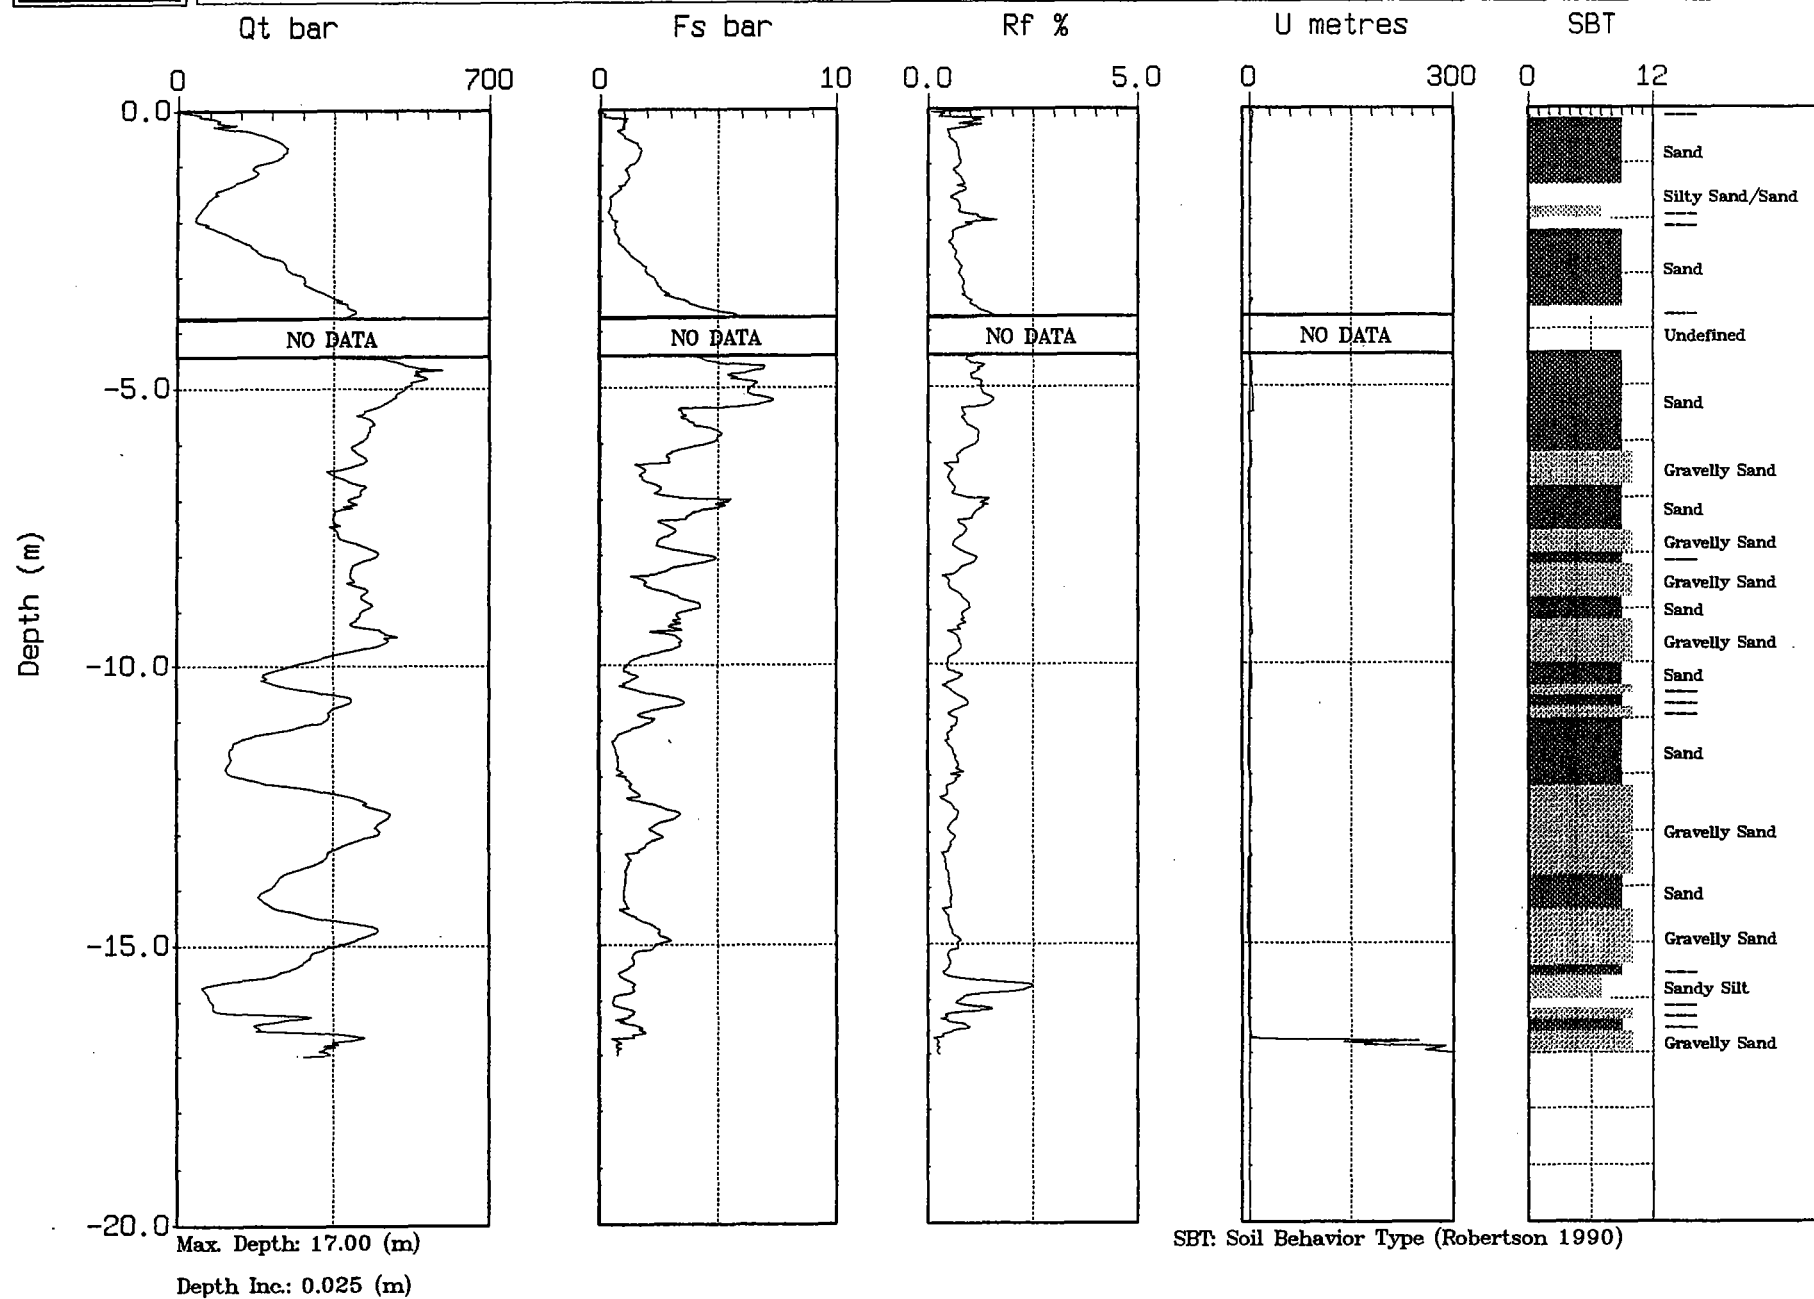 Qt bar Fs bar Rf % U metres SBT
0 700 0 10 0.0 5.0 0 300 0 12
0.0
Sand
Silty Sand/Sand
Sand
NO DATA NO DATA NO DATA NO DATA
Undefined
-5.0
Sand
Gravelly Sand
Sand
Gravelly Sand
Gravelly Sand
Sand
Gravelly Sand
Depth (m)
-10.0
Sand
Sand
Gravelly Sand
Sand
-15.0
Gravelly Sand
Sandy Silt
Gravelly Sand
-20.0
Max. Depth: 17.00 (m)
SBT: Soil Behavior Type (Robertson 1990)
Depth Inc.: 0.025 (m)